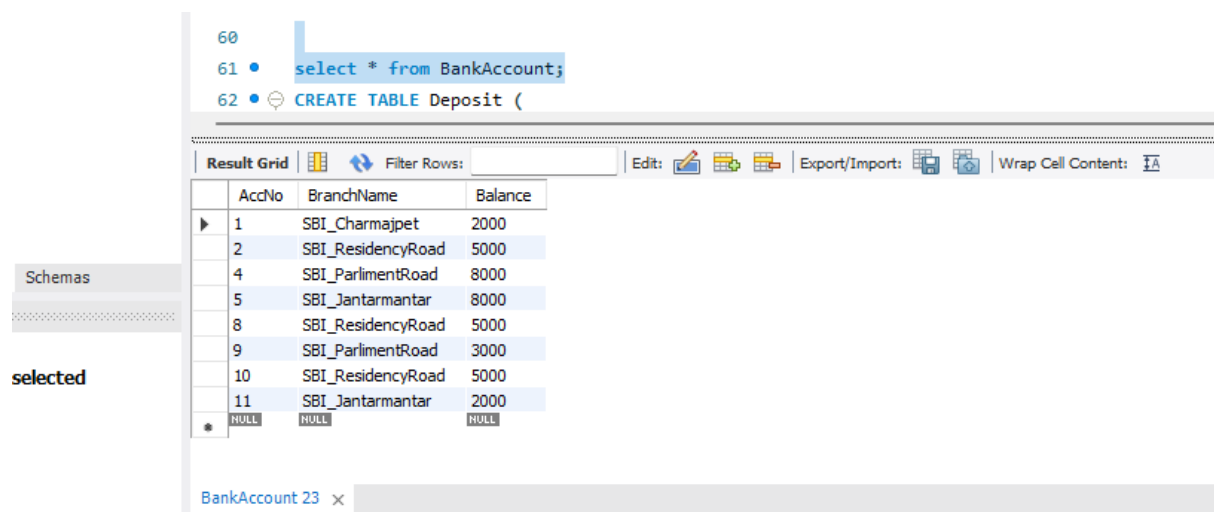 60
61 select * from BankAccount;
62 CREATE TABLE Deposit (
Result Grid Filter Rows: Edit: Export/Import: Wrap Cell Content: IA
AccNo BranchName Balance
1 SBI_Charmajpet 2000
2 SBI_ResidencyRoad 5000
4 SBI_ParlimentRoad 8000
Schemas
5 SBI_Jantarmantar 8000
8 SBI_ResidencyRoad 5000
9 SBI_ParlimentRoad 3000
selected
10 SBI_ResidencyRoad 5000
11 SBI_Jantarmantar 2000
NULL NULL NULL
BankAccount 23